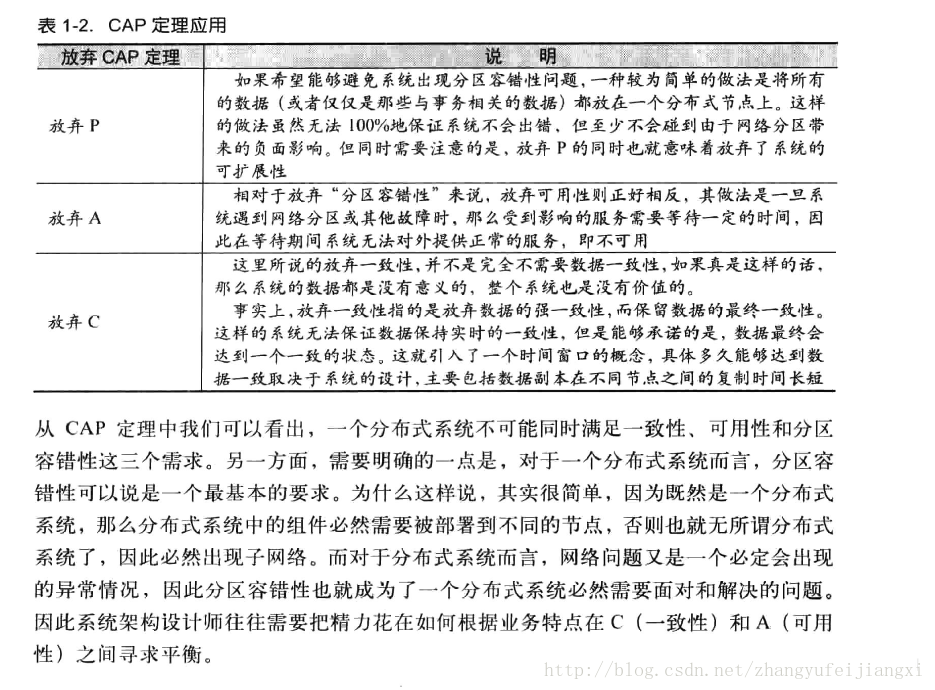 表 1-2. CAP 定理应用
放弃 CAP 定理 说 明
如果希望能够避免系统出现分区容错性问题，一种较为简单的做法是将所有
的数据（或者仅仅是那些与事务相关的数据）都放在一个分布式节点上。这样
放弃 P 的做法虽然无法 100%地保证系统不会出错，但至少不会碰到由于网络分区带
来的负面影响。但同时需要注意的是，放弃 P 的同时也就意味着放弃了系统的
可扩展性
相对于放弃“分区容错性”来说，放弃可用性则正好相反，其做法是一旦系
放弃 A 统遇到网络分区或其他故障时，那么受到影响的服务需要等待一定的时间，因
此在等待期间系统无法对外提供正常的服务，即不可用
这里所说的放弃一致性，并不是完全不需要数据一致性，如果真是这样的话，
那么系统的数据都是没有意义的，整个系统也是没有价值的。
放弃 C 事实上，放弃一致性指的是放弃数据的强一致性，而保留数据的最终一致性。
这样的系统无法保证数据保持实时的一致性，但是能够承诺的是，数据最终会
达到一个一致的状态。这就引入了一个时间窗口的概念，具体多久能够达到数
据一致取决于系统的设计，主要包括数据副本在不同节点之间的复制时间长短
从 CAP 定理中我们可以看出，一个分布式系统不可能同时满足一致性、可用性和分区
容错性这三个需求。另一方面，需要明确的一点是，对于一个分布式系统而言，分区容
错性可以说是一个最基本的要求。为什么这样说，其实很简单，因为既然是一个分布式
系统，那么分布式系统中的组件必然需要被部署到不同的节点，否则也就无所谓分布式
系统了，因此必然出现子网络。而对于分布式系统而言，网络问题又是一个必定会出现
的异常情况，因此分区容错性也就成为了一个分布式系统必然需要面对和解决的问题。
因此系统架构设计师往往需要把精力花在如何根据业务特点在 C（一致性）和 A（可用
性）之间寻求平衡。
http://blog.csdn.net/zhangyufeijiangxi